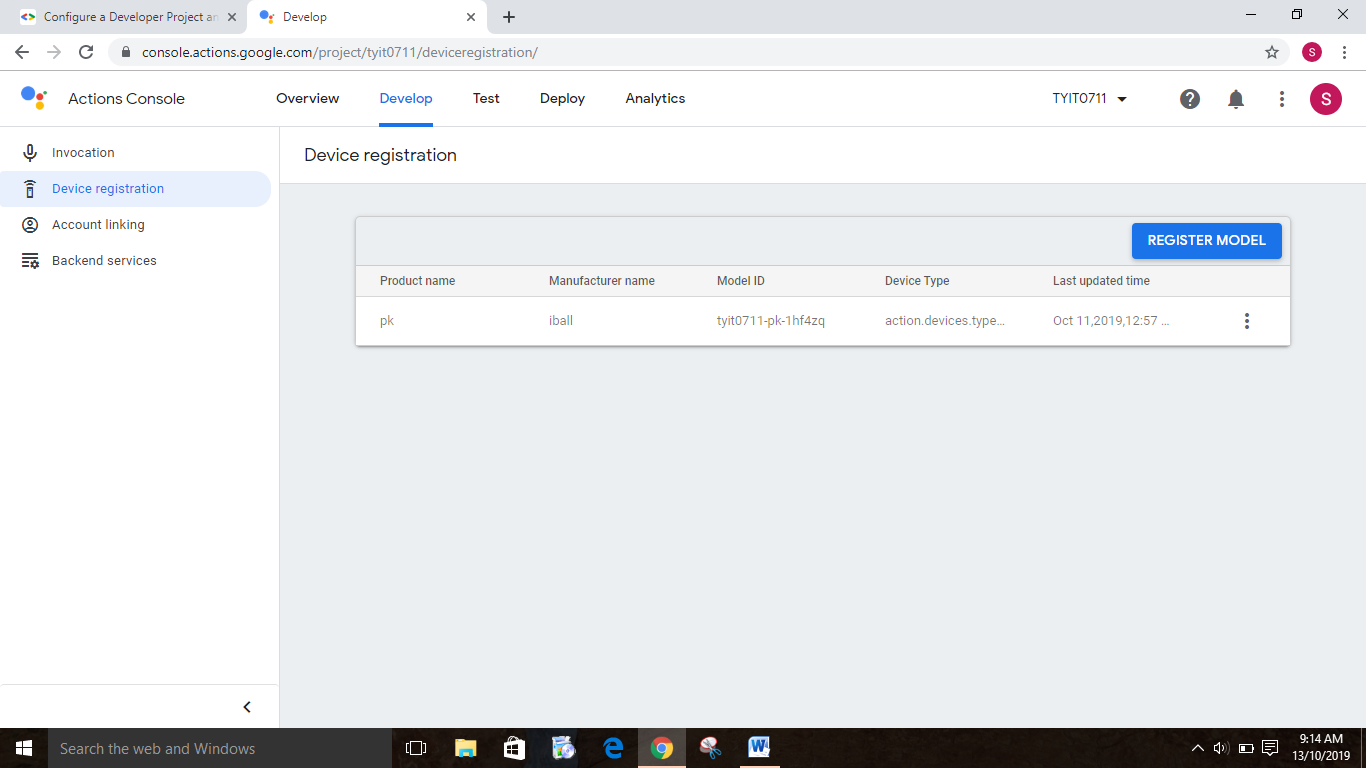 Configure a Developer Project an
Develop
console.actions.google.com/project/tyit0711/deviceregistration/
S
Actions Console
Overview
Develop
Test
Deploy
Analytics
TYIT0711
S
Invocation
Device registration
Account linking
Backend services
Device registration
REGISTER MODEL
Product name Manufacturer name Model ID Device Type Last updated time
pk iball tyit0711-pk-1hf4zq action.devices.type... Oct 11,2019,12:57 ...
Search the web and Windows
9:14 AM
13/10/2019